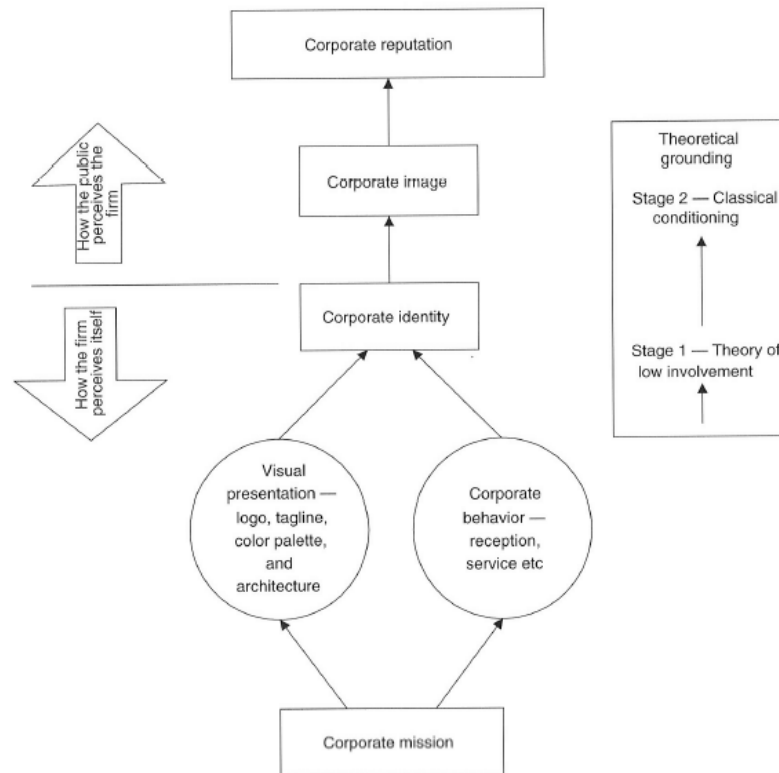 Corporate reputation
How the public
perceives the
firm
Corporate image
Theoretical
grounding
Stage 2 — Classical
conditioning
Corporate identity
How the firm
perceives itself
Stage 1 — Theory of
low involvement
Visual
presentation —
logo, tagline,
color palette,
and
architecture
Corporate
behavior —
reception,
service etc
Corporate mission